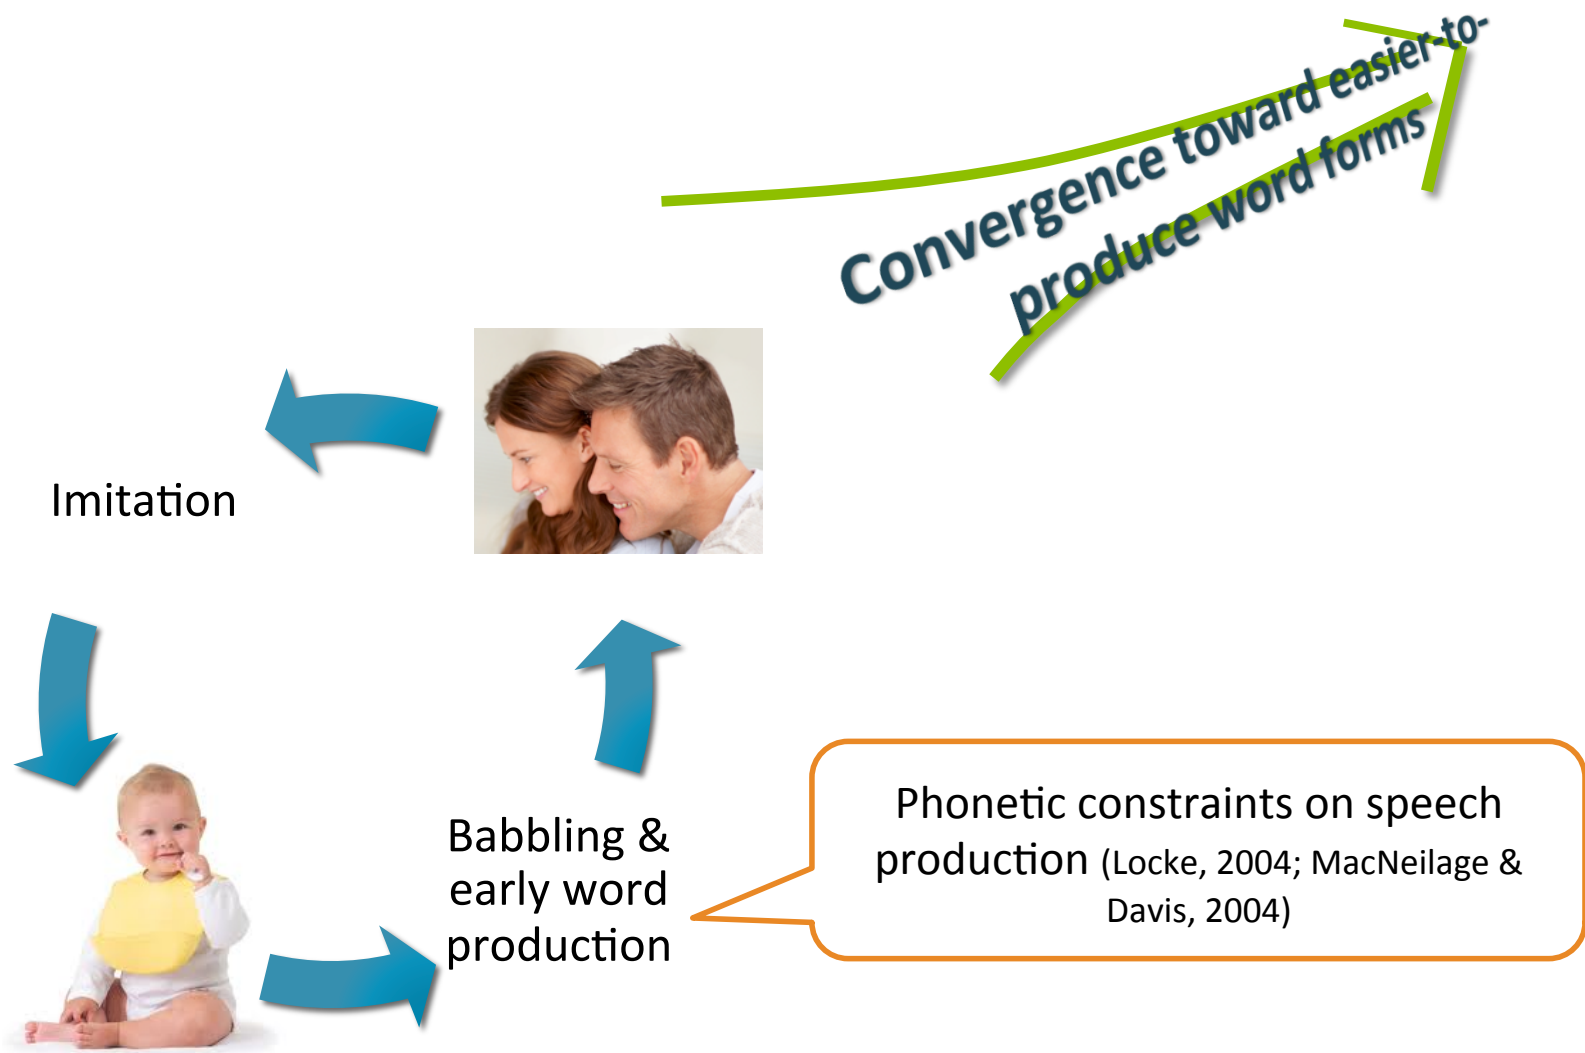 Convergence toward easier-to-
produce word forms
Imitation
Babbling &
early word
production
Phonetic constraints on speech
production (Locke, 2004; MacNeilage &
Davis, 2004)